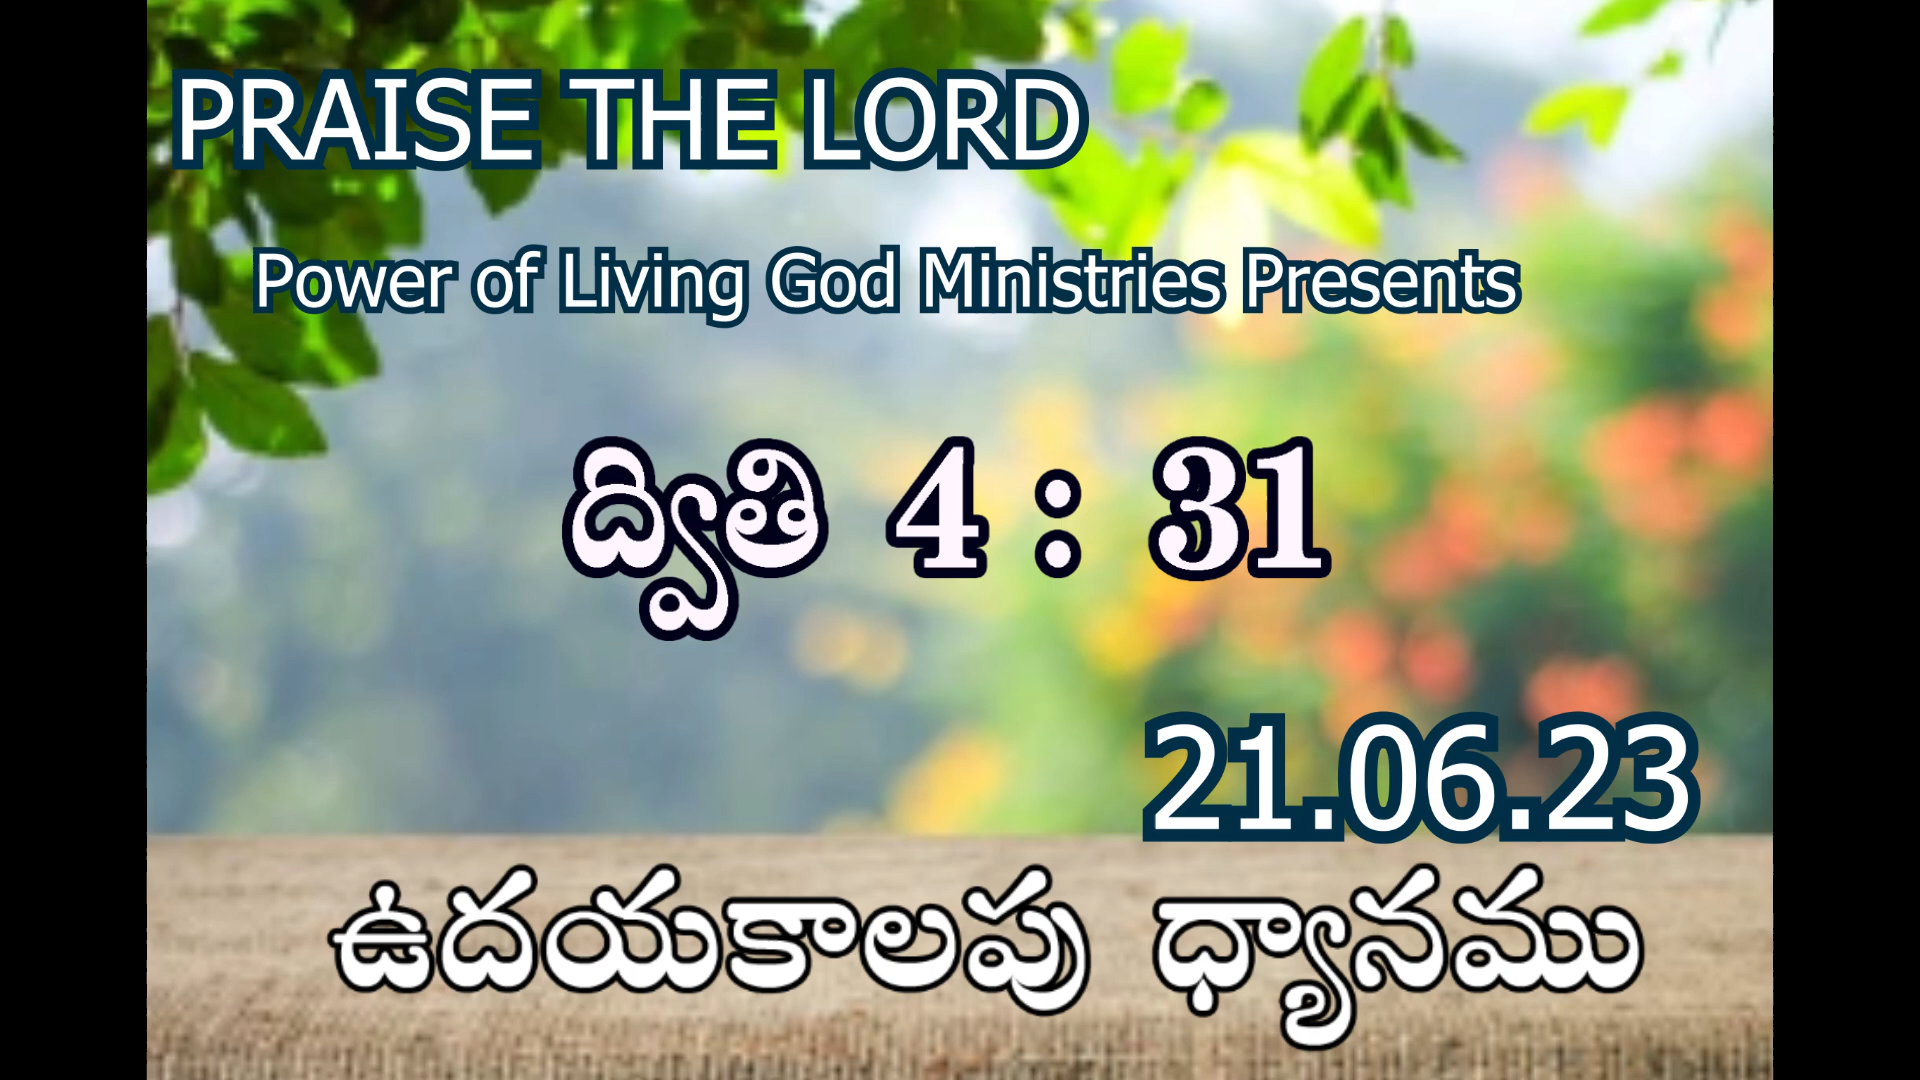 PRAISE THE LORD
Power of Living God Ministries Presents
ద్వితి 4 : 31
21.06.23
ఉదయకాలపు ధ్యానము